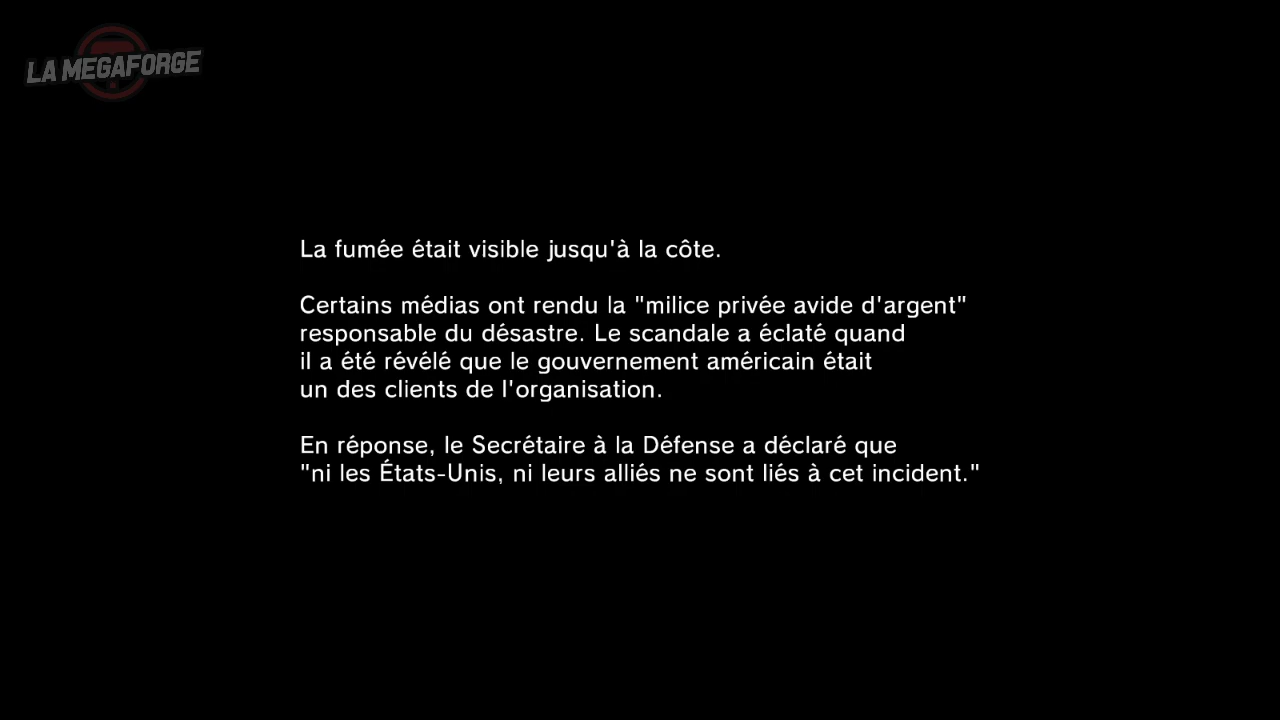 LA MEGAFORGE
La fumée était visible jusqu'à la côte.
Certains médias ont rendu la "milice privée avide d'argent"
responsable du désastre. Le scandale a éclaté quand
il a été révélé que le gouvernement américain était
un des clients de l'organisation.
En réponse, le Secrétaire à la Défense a déclaré que
"ni les États-Unis, ni leurs alliés ne sont liés à cet incident."